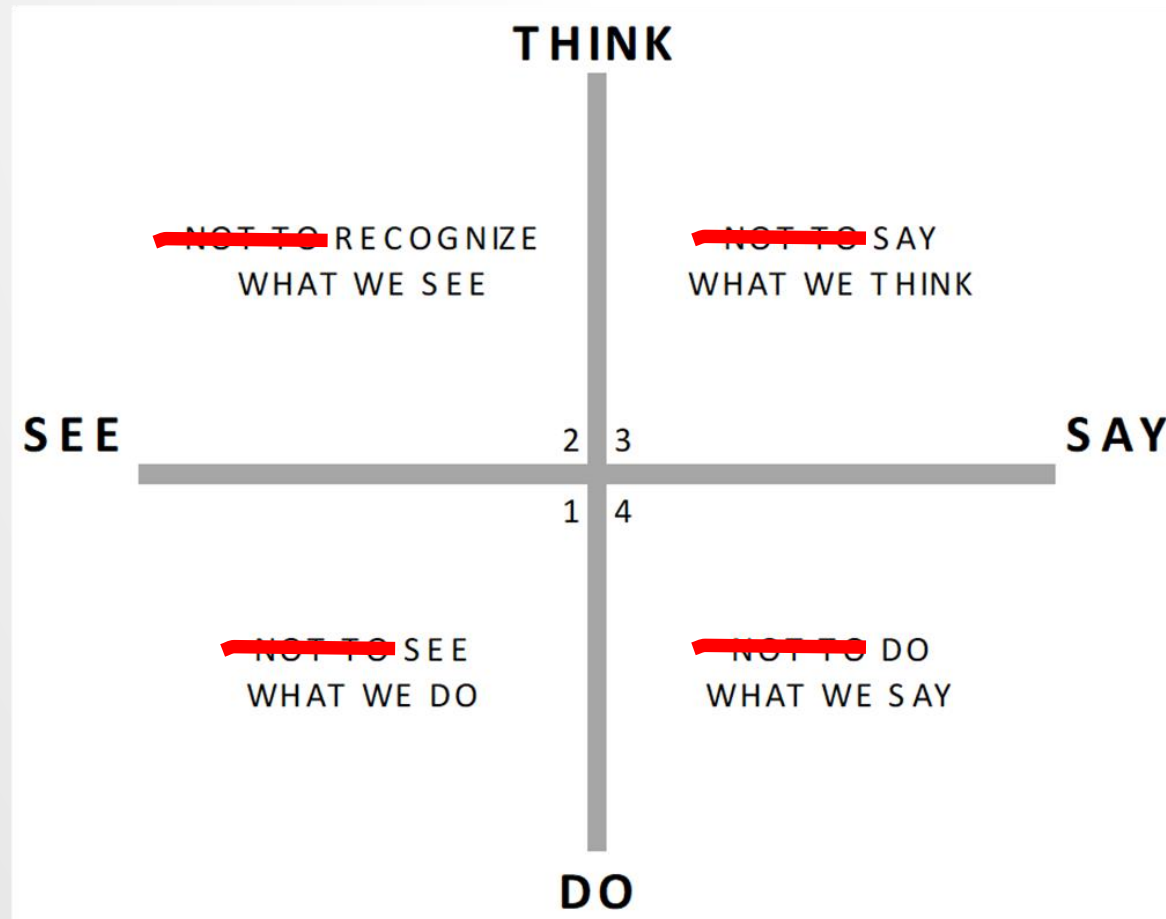 THINK
NOT TO RECOGNIZE
WHAT WE SEE
NOT TO SAY
WHAT WE THINK
SEE
SAY
2
3
1
4
NOT TO SEE
WHAT WE DO
NOT TO DO
WHAT WE SAY
DO